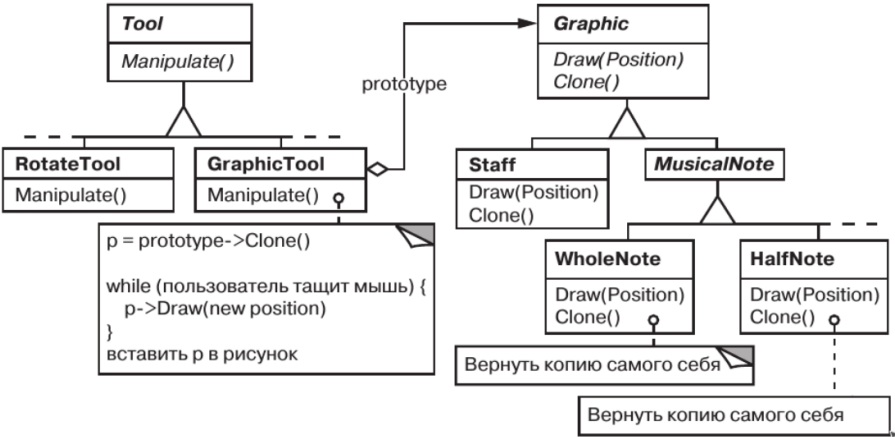 Tool
Manipulate()
Graphic
Draw(Position)
Clone()
prototype
RotateTool
Manipulate()
GraphicTool
Manipulate()
Staff
Draw(Position)
Clone()
MusicalNote
p = prototype->Clone()
while (пользователь тащит мышь) {
p->Draw(new position)
}
вставить p в рисунок
WholeNote
Draw(Position)
Clone()
HalfNote
Draw(Position)
Clone()
Вернуть копию самого себя
Вернуть копию самого себя